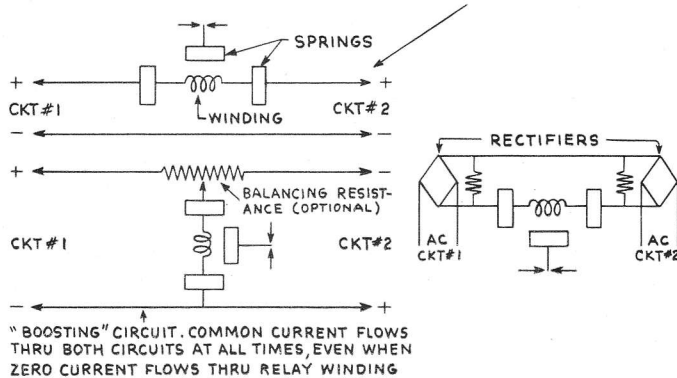 SPRINGS
+ +
CKT#1 CKT#2
WINDING
- -
+ -
BALANCING RESIST-
ANCE (OPTIONAL)
CKT#1 CKT#2
- +
"BOOSTING" CIRCUIT. COMMON CURRENT FLOWS
THRU BOTH CIRCUITS AT ALL TIMES, EVEN WHEN
ZERO CURRENT FLOWS THRU RELAY WINDING
RECTIFIERS
AC
CKT#1
AC
CKT#2